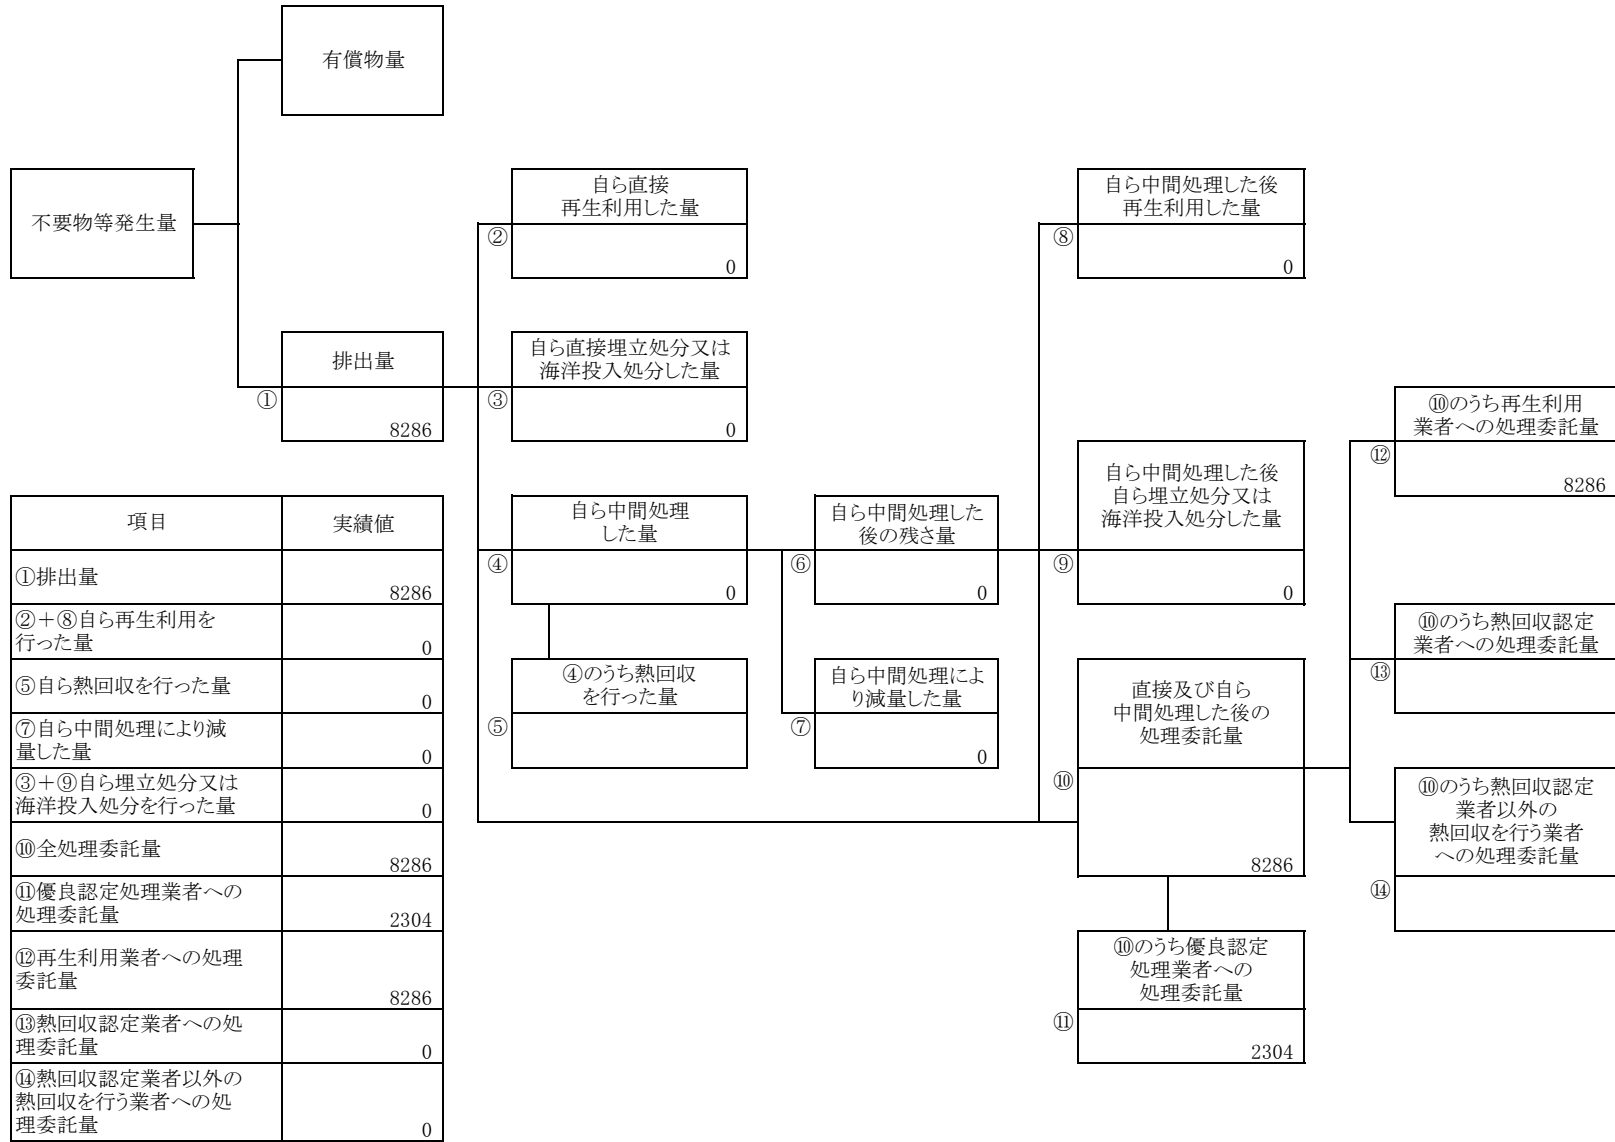 有償物量
不要物等発生量
自ら直接
再生利用した量
②
0
自ら中間処理した後
再生利用した量
⑧
0
排出量
①
8286
自ら直接埋立処分又は
海洋投入処分した量
③
0
⑩のうち再生利用
業者への処理委託量
⑫
8286
自ら中間処理した後
自ら埋立処分又は
海洋投入処分した量
⑨
0
自ら中間処理
した量
④
0
自ら中間処理した
後の残さ量
⑥
0
⑩のうち熱回収認定
業者への処理委託量
⑬
④のうち熱回収
を行った量
⑤
自ら中間処理によ
り減量した量
⑦
0
直接及び自ら
中間処理した後の
処理委託量
⑩
8286
⑩のうち熱回収認定
業者以外の
熱回収を行う業者
への処理委託量
⑭
⑩のうち優良認定
処理業者への
処理委託量
⑪
2304
項目
実績値
①排出量
8286
②+⑧自ら再生利用を
行った量
0
⑤自ら熱回収を行った量
0
⑦自ら中間処理により減
量した量
0
③+⑨自ら埋立処分又は
海洋投入処分を行った量
0
⑩全処理委託量
8286
⑪優良認定処理業者への
処理委託量
2304
⑫再生利用業者への処理
委託量
8286
⑬熱回収認定業者への処
理委託量
0
⑭熱回収認定業者以外の
熱回収を行う業者への処
理委託量
0